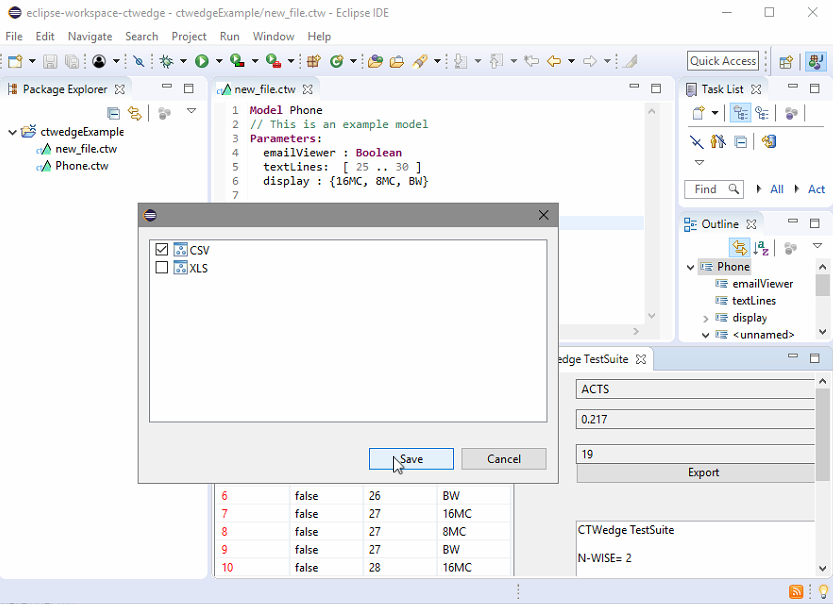 eclipse-workspace-ctwedge - ctwedgeExample/new_file.ctw - Eclipse IDE
File Edit Navigate Search Project Run Window Help
Quick Access
Package Explorer
ctwedgeExample
new_file.ctw
Phone.ctw
new_file.ctw
1 Model Phone
2 // This is an example model
3 Parameters:
4 emailViewer : Boolean
5 textLines: [ 25 .. 30 ]
6 display : {16MC, 8MC, BW}
7
Task List
Find All Act
Outline
Phone
emailViewer
textLines
display
<unnamed>
CSV
XLS
Save Cancel
edge TestSuite
ACTS
0.217
19
Export
CTWedge TestSuite
N-WISE= 2
6 false 26 BW
7 false 27 16MC
8 false 27 8MC
9 false 27 BW
10 false 28 16MC